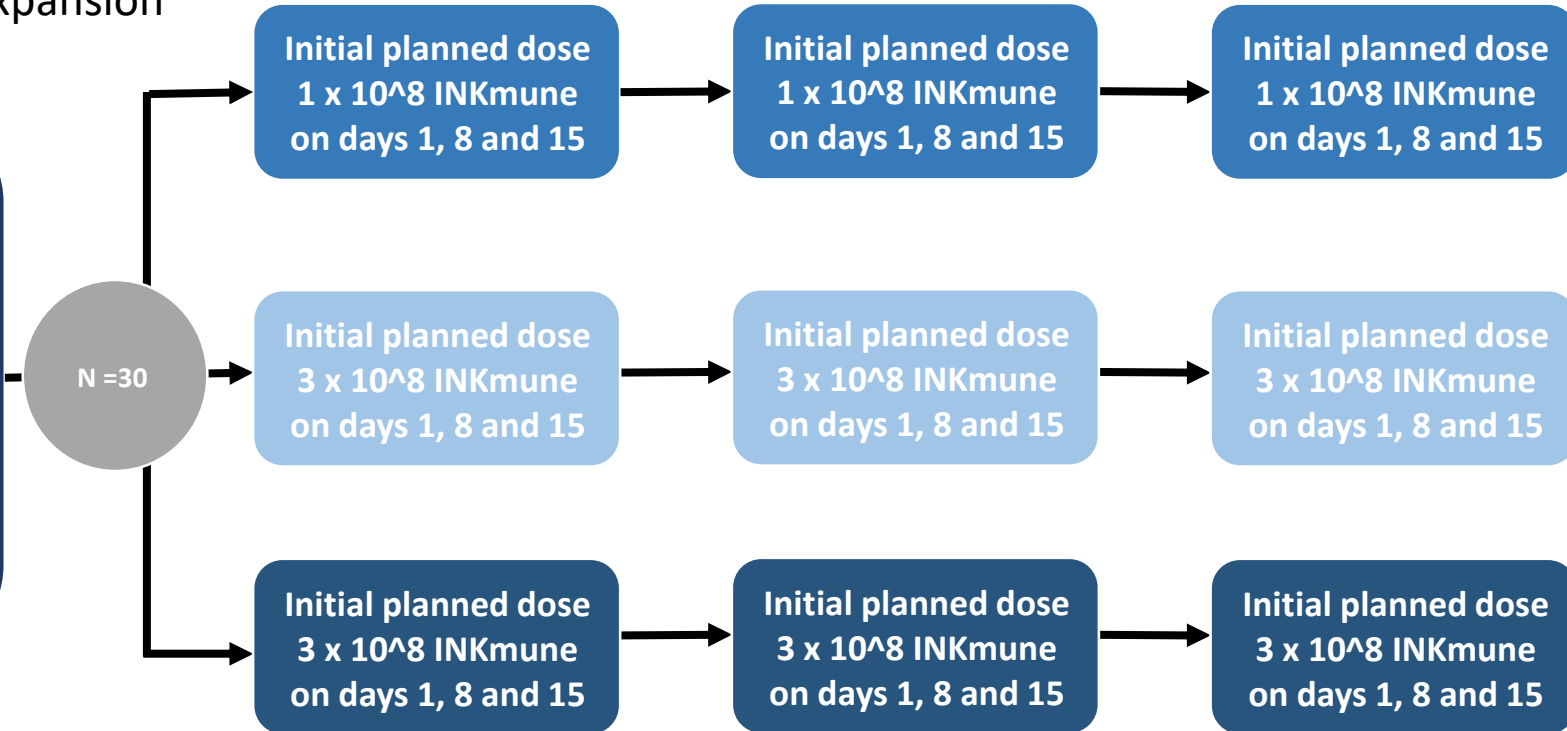 xpansion
Initial planned dose
1 x 10^8 INKmune
on days 1, 8 and 15
Initial planned dose
1 x 10^8 INKmune
on days 1, 8 and 15
Initial planned dose
1 x 10^8 INKmune
on days 1, 8 and 15
N =30
Initial planned dose
3 x 10^8 INKmune
on days 1, 8 and 15
Initial planned dose
3 x 10^8 INKmune
on days 1, 8 and 15
Initial planned dose
3 x 10^8 INKmune
on days 1, 8 and 15
Initial planned dose
3 x 10^8 INKmune
on days 1, 8 and 15
Initial planned dose
3 x 10^8 INKmune
on days 1, 8 and 15
Initial planned dose
3 x 10^8 INKmune
on days 1, 8 and 15